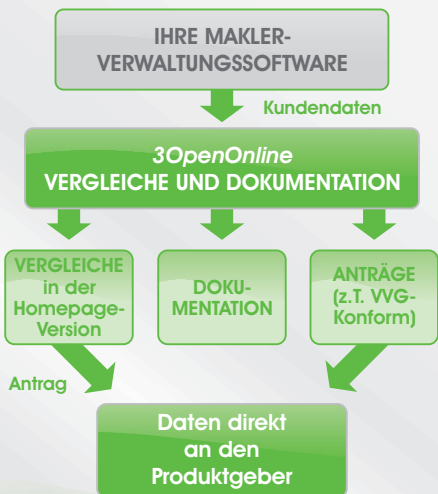 IHRE MAKLER-
VERWALTUNGSSOFTWARE
Kundendaten
3OpenOnline
VERGLEICHE UND DOKUMENTATION
VERGLEICHE
in der
Homepage-
Version
DOKU-
MENTATION
ANTRÄGE
(z.T. VVG-
Konform)
Antrag
Daten direkt
an den
Produktgeber